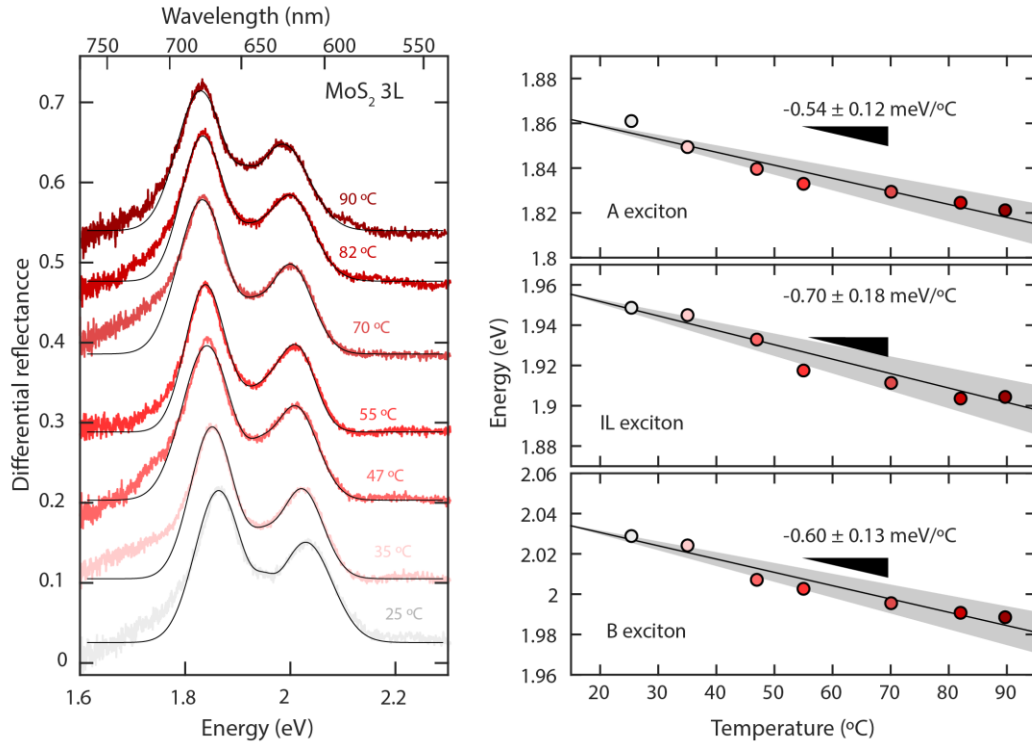 Wavelength (nm)
750 700 650 600 550
MoS₂ 3L
0.7
0.6
0.5
0.4
0.3
0.2
0.1
0
Differential reflectance
90 ºC
82 ºC
70 ºC
55 ºC
47 ºC
35 ºC
25 ºC
1.6 1.8 2 2.2
Energy (eV)
1.88
1.86
1.84
1.82
1.8
-0.54 ± 0.12 meV/ºC
A exciton
1.96
1.94
1.92
1.9
1.88
-0.70 ± 0.18 meV/ºC
IL exciton
Energy (eV)
2.06
2.04
2.02
2
1.98
1.96
-0.60 ± 0.13 meV/ºC
B exciton
20 30 40 50 60 70 80 90
Temperature (ºC)